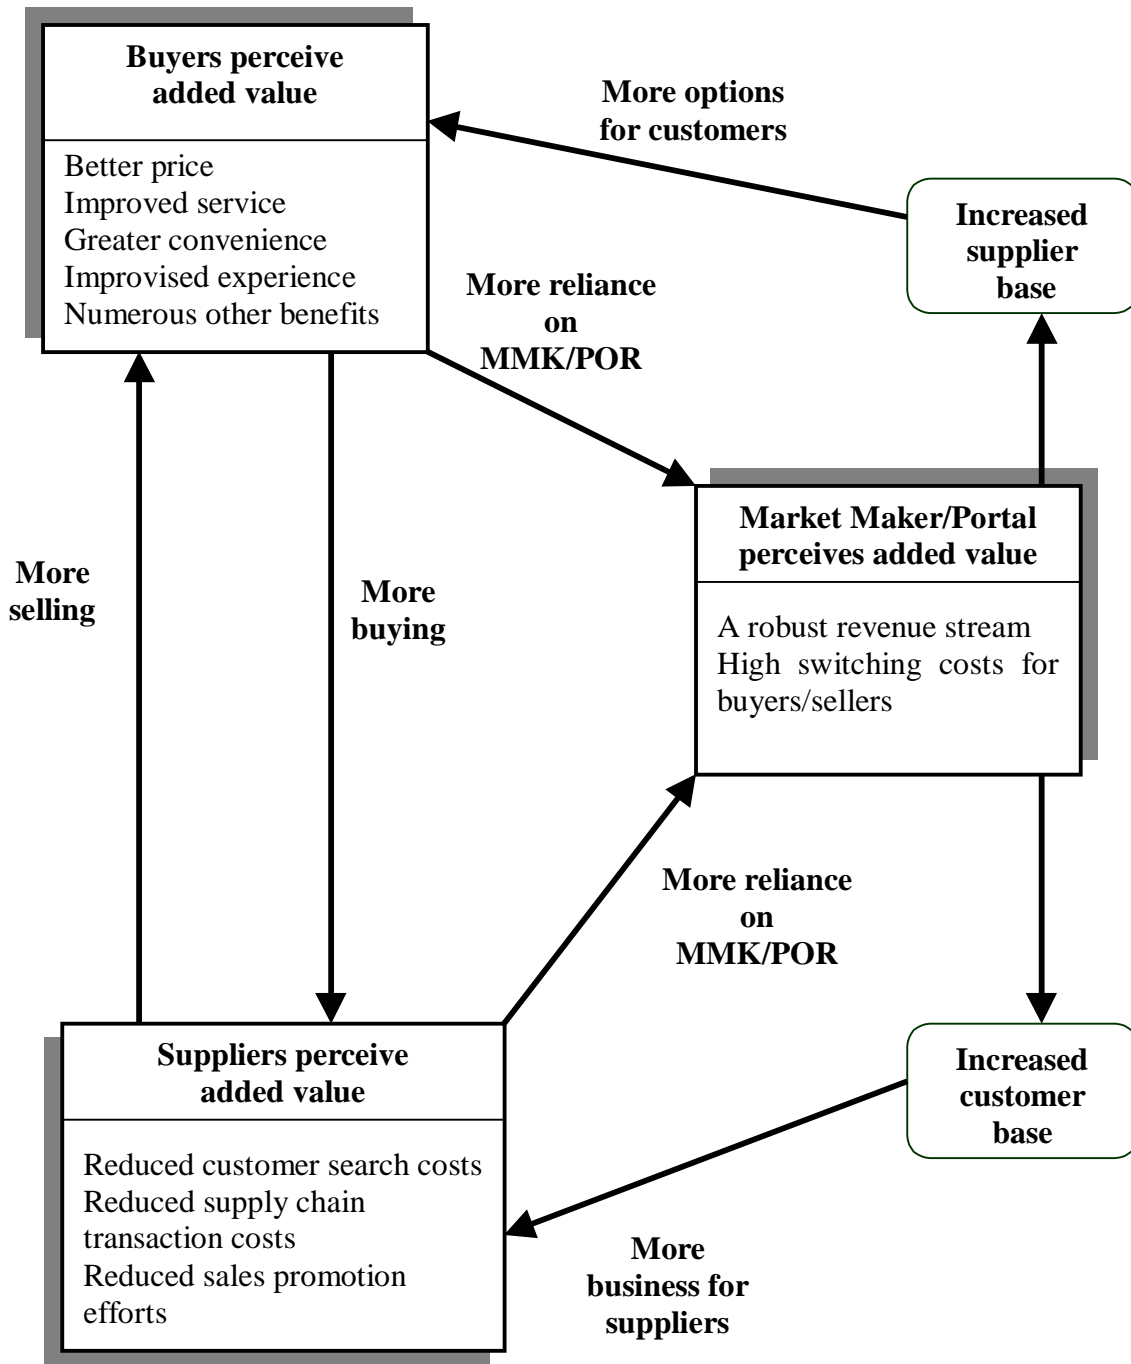 Buyers perceive
added value
Better price
Improved service
Greater convenience
Improvised experience
Numerous other benefits
More options
for customers
Increased
supplier
base
More reliance
on
MMK/POR
Market Maker/Portal
perceives added value
A robust revenue stream
High switching costs for
buyers/sellers
More
selling
More
buying
More reliance
on
MMK/POR
Suppliers perceive
added value
Reduced customer search costs
Reduced supply chain
transaction costs
Reduced sales promotion
efforts
Increased
customer
base
More
business for
suppliers